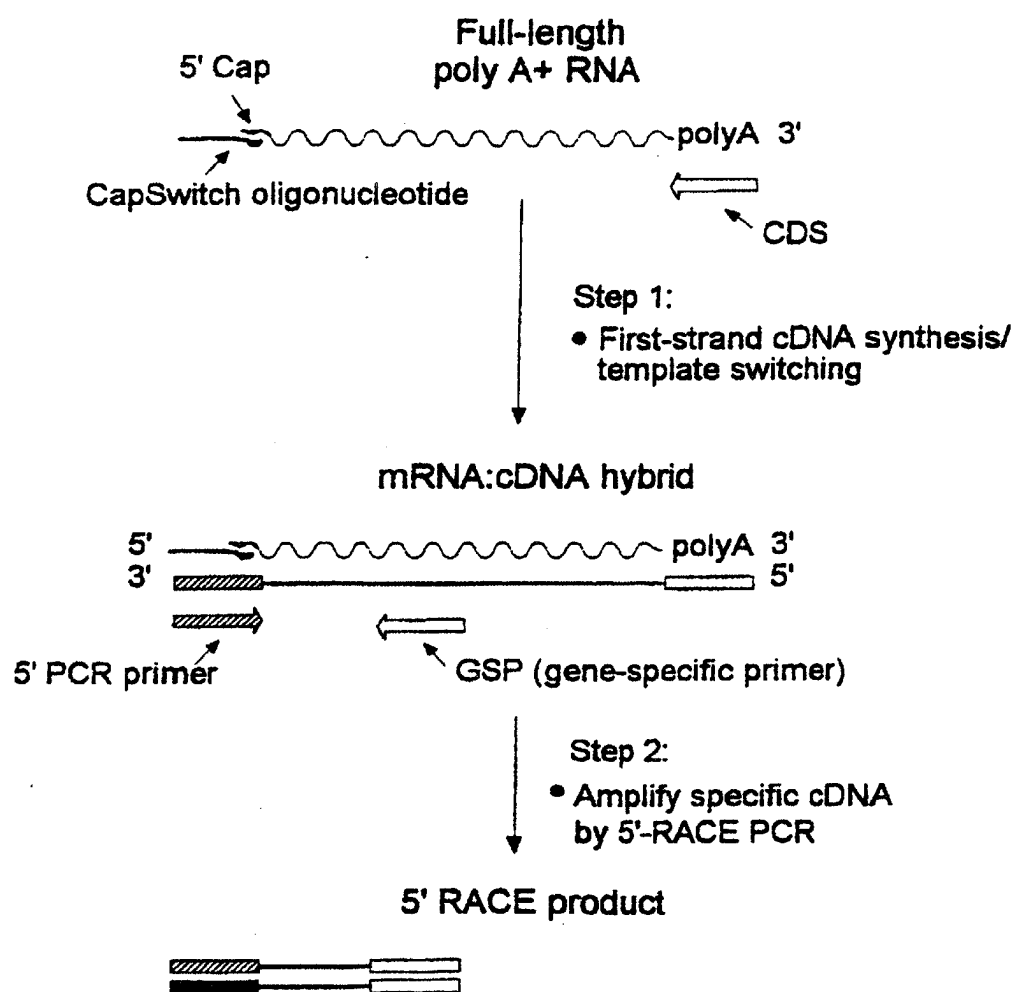 Full-length
poly A+ RNA
5' Cap
polyA 3'
CapSwitch oligonucleotide
CDS
Step 1:
• First-strand cDNA synthesis/
template switching
mRNA:cDNA hybrid
5' polyA 3'
3' 5'
5' PCR primer
GSP (gene-specific primer)
Step 2:
• Amplify specific cDNA
by 5'-RACE PCR
5' RACE product